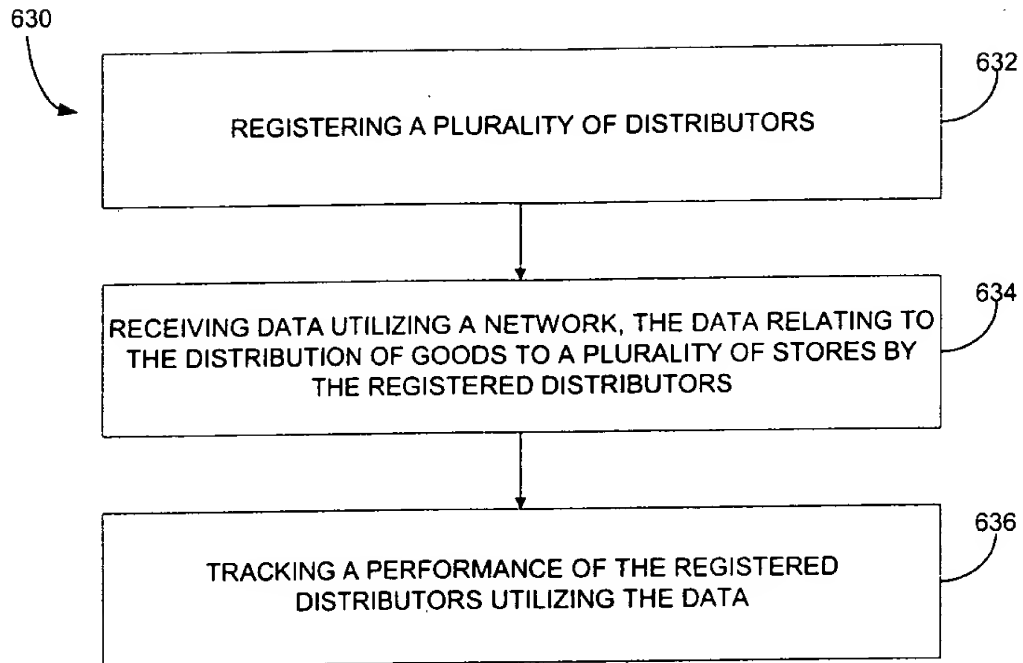 630
632
REGISTERING A PLURALITY OF DISTRIBUTORS
634
RECEIVING DATA UTILIZING A NETWORK, THE DATA RELATING TO
THE DISTRIBUTION OF GOODS TO A PLURALITY OF STORES BY
THE REGISTERED DISTRIBUTORS
636
TRACKING A PERFORMANCE OF THE REGISTERED
DISTRIBUTORS UTILIZING THE DATA